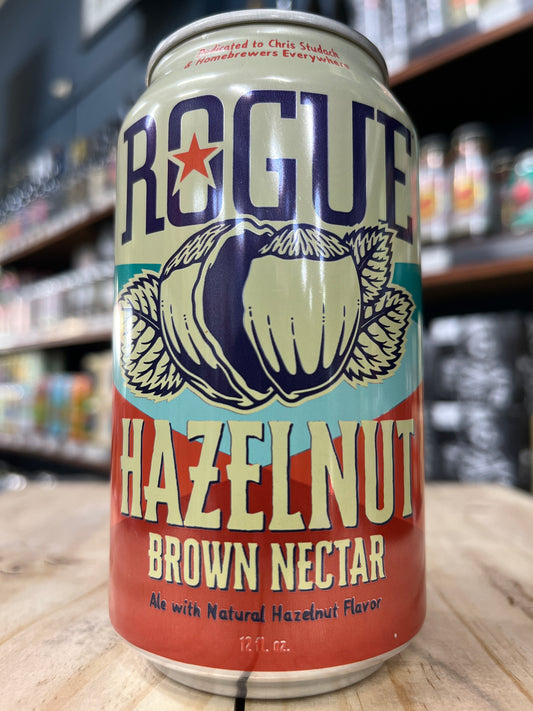 Dedicated to Chris Studach
& Homebrewers Everywhere
ROGUE
HAZELNUT
BROWN NECTAR
Ale with Natural Hazelnut Flavor
12 fl. oz.